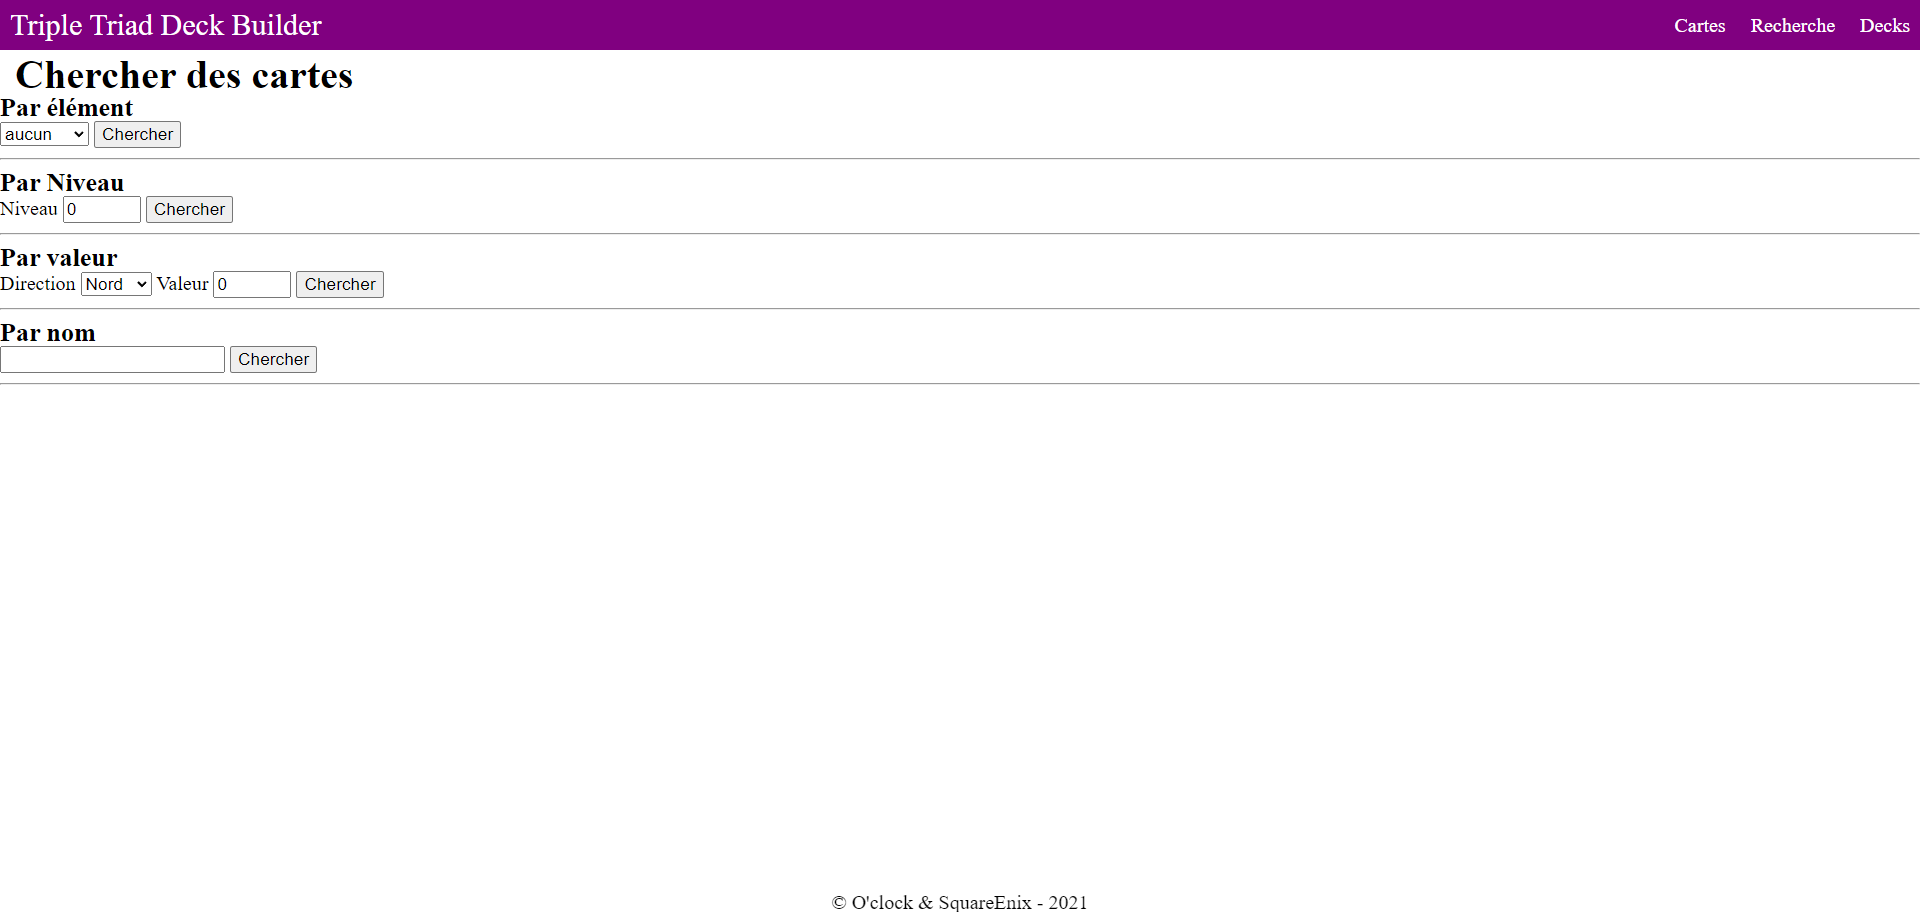 Triple Triad Deck Builder Cartes Recherche Decks
Chercher des cartes
Par élément
aucun Chercher
Par Niveau
Niveau 0 Chercher
Par valeur
Direction Nord Valeur 0 Chercher
Par nom
Chercher
© O'clock & SquareEnix - 2021